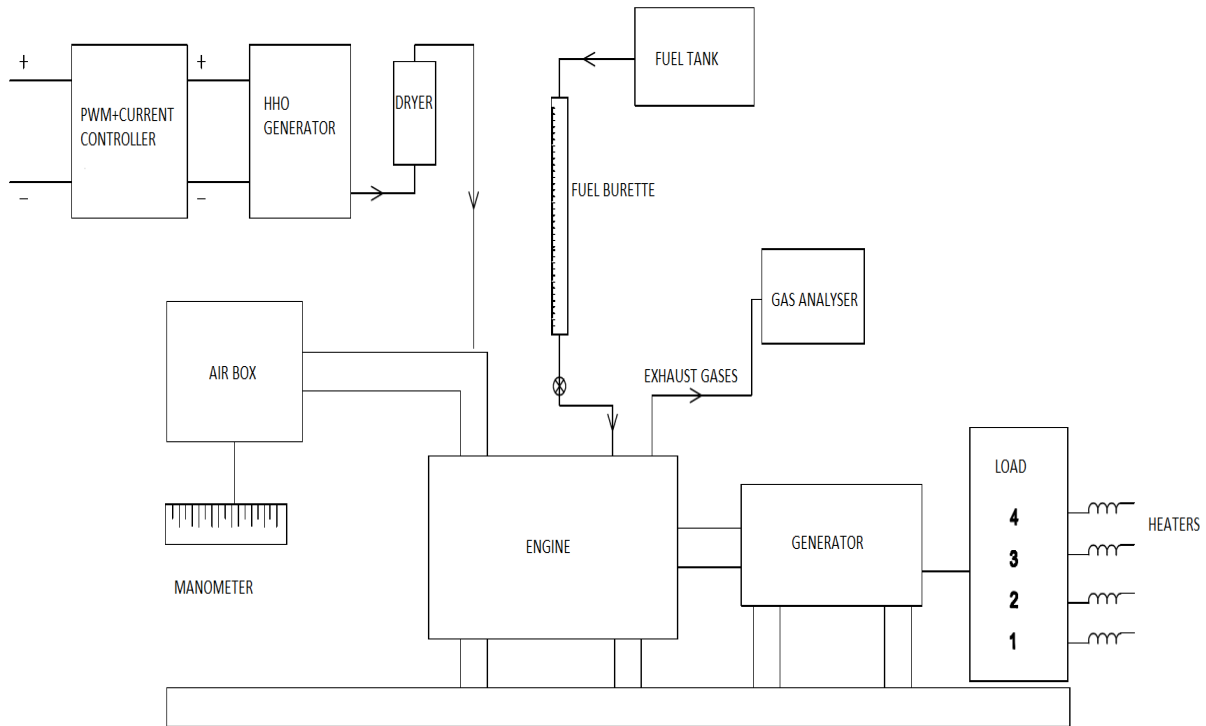 +
+
PWM+CURRENT
CONTROLLER
HHO
GENERATOR
DRYER
FUEL TANK
FUEL BURETTE
−
−
GAS ANALYSER
EXHAUST GASES
AIR BOX
MANOMETER
ENGINE
GENERATOR
LOAD
4
3
2
1
HEATERS